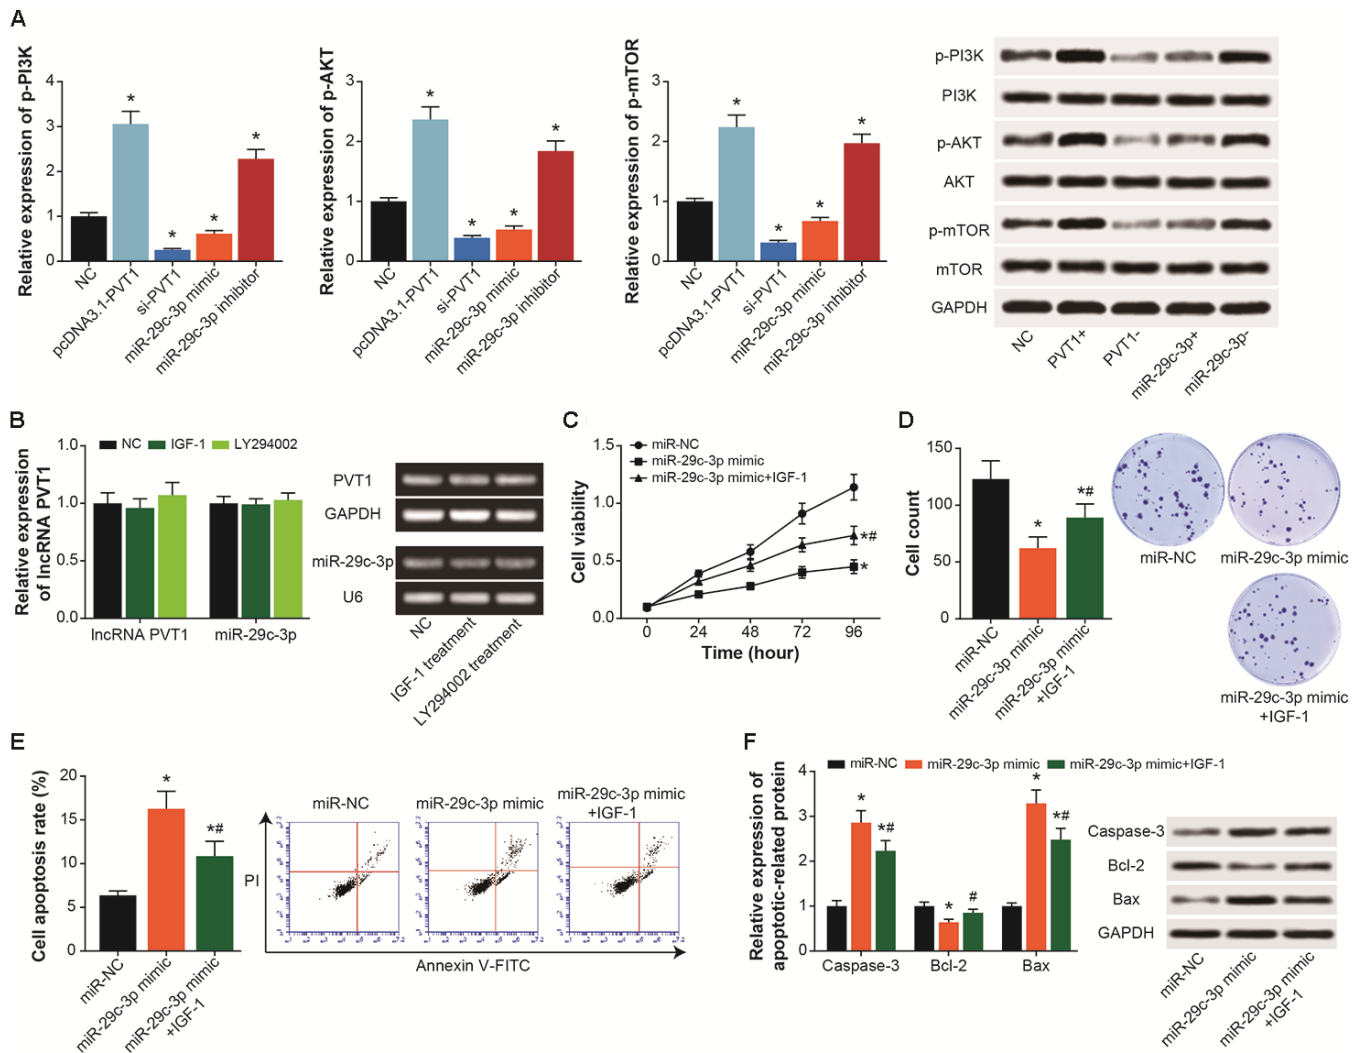 A
Relative expression of p-PI3K
4
3
2
1
0
*
*
*
*
NC
pcDNA3.1-PVT1
si-PVT1
miR-29c-3p mimic
miR-29c-3p inhibitor
Relative expression of p-AKT
3
2
1
0
*
*
*
*
NC
pcDNA3.1-PVT1
si-PVT1
miR-29c-3p mimic
miR-29c-3p inhibitor
Relative expression of p-mTOR
3
2
1
0
*
*
*
*
NC
pcDNA3.1-PVT1
si-PVT1
miR-29c-3p mimic
miR-29c-3p inhibitor
p-PI3K
PI3K
p-AKT
AKT
p-mTOR
mTOR
GAPDH
NC
PVT1+
PVT1-
miR-29c-3p+
miR-29c-3p-
B
Relative expression
of lncRNA PVT1
NC IGF-1 LY294002
1.0
1.0
0.5
0.0
lncRNA PVT1 miR-29c-3p
PVT1
GAPDH
miR-29c-3p
U6
NC
IGF-1 treatment
LY294002 treatment
C
Cell viability
1.5
1.0
0.5
0.0
miR-NC
miR-29c-3p mimic
miR-29c-3p mimic+IGF-1
*#
*
0 24 48 72 96
Time (hour)
D
Cell count
150
100
50
0
*
*#
miR-NC
miR-29c-3p mimic
miR-29c-3p mimic
+IGF-1
miR-NC
miR-29c-3p mimic
miR-29c-3p mimic
+IGF-1
E
Cell apoptosis rate (%)
20
15
10
5
0
*
*#
miR-NC
miR-29c-3p mimic
miR-29c-3p mimic
+IGF-1
miR-NC
miR-29c-3p mimic
miR-29c-3p mimic
+IGF-1
PI
Annexin V-FITC
F
Relative expression of
apoptotic-related protein
miR-NC miR-29c-3p mimic miR-29c-3p mimic+IGF-1
4
3
2
1
0
*
*#
*
#
*
*#
Caspase-3 Bcl-2 Bax
Caspase-3
Bcl-2
Bax
GAPDH
miR-NC
miR-29c-3p mimic
miR-29c-3p mimic
+IGF-1